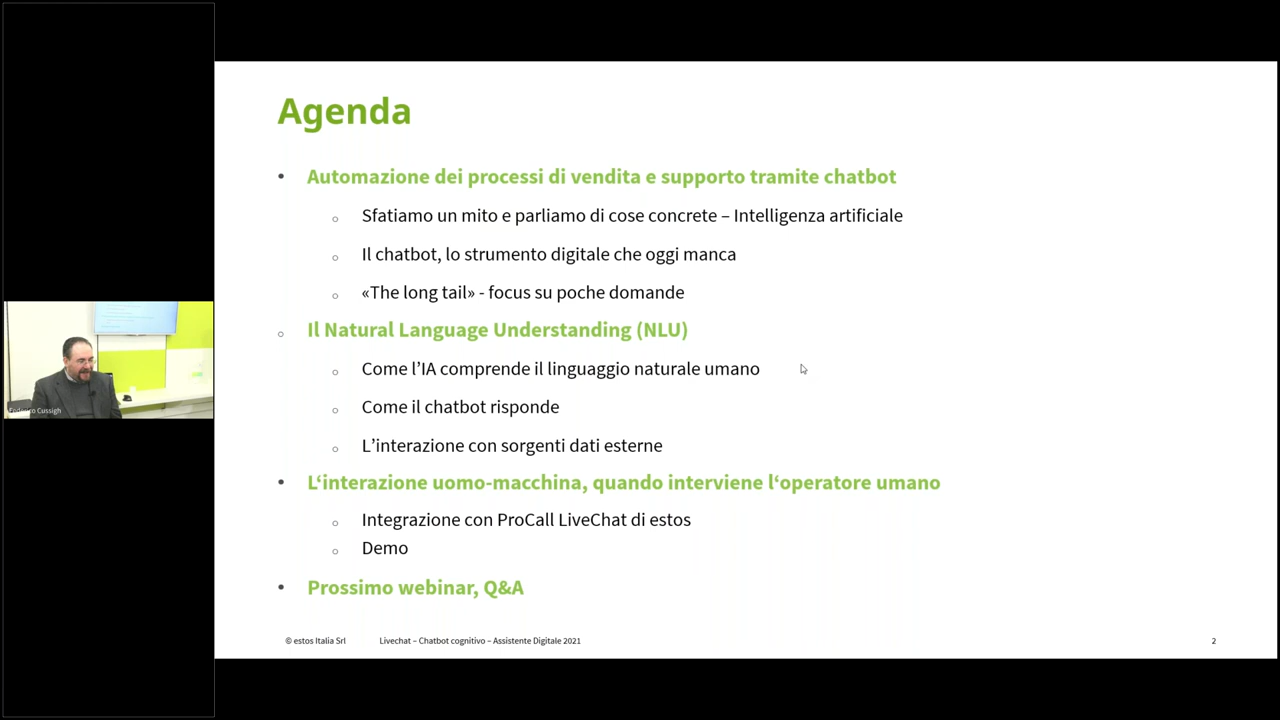 Agenda
• Automazione dei processi di vendita e supporto tramite chatbot
○ Sfatiamo un mito e parliamo di cose concrete – Intelligenza artificiale
○ Il chatbot, lo strumento digitale che oggi manca
○ «The long tail» - focus su poche domande
○ Il Natural Language Understanding (NLU)
○ Come l’IA comprende il linguaggio naturale umano
○ Come il chatbot risponde
○ L’interazione con sorgenti dati esterne
• L‘interazione uomo-macchina, quando interviene l‘operatore umano
○ Integrazione con ProCall LiveChat di estos
○ Demo
• Prossimo webinar, Q&A
Federico Cussigh
© estos Italia Srl Livechat – Chatbot cognitivo – Assistente Digitale 2021 2